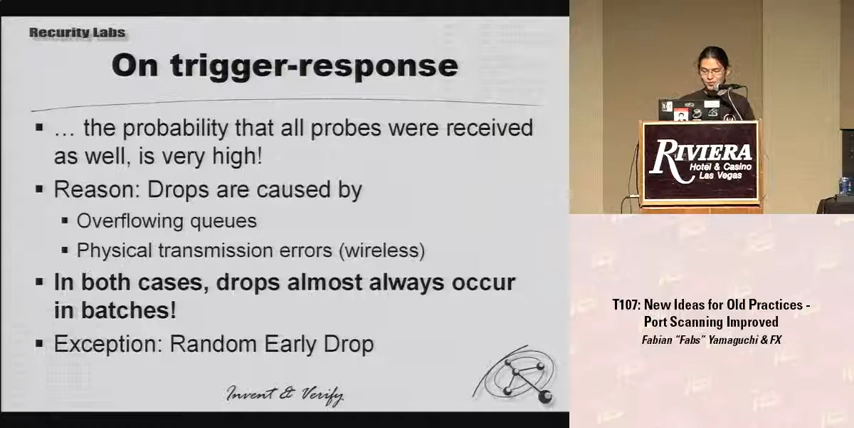 Recurity Labs
On trigger-response
… the probability that all probes were received
as well, is very high!
Reason: Drops are caused by
Overflowing queues
Physical transmission errors (wireless)
In both cases, drops almost always occur
in batches!
Exception: Random Early Drop
Invent & Verify
RIVIERA
Hotel & Casino
Las Vegas
T107: New Ideas for Old Practices -
Port Scanning Improved
Fabian "Fabs" Yamaguchi & FX